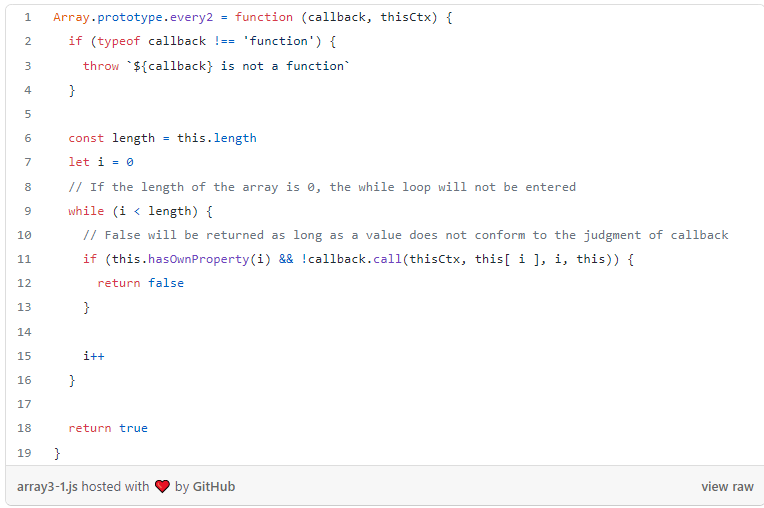 1 Array.prototype.every2 = function (callback, thisCtx) {
2 if (typeof callback !== 'function') {
3 throw `${callback} is not a function`
4 }
5
6 const length = this.length
7 let i = 0
8 // If the length of the array is 0, the while loop will not be entered
9 while (i < length) {
10 // False will be returned as long as a value does not conform to the judgment of callback
11 if (this.hasOwnProperty(i) && !callback.call(thisCtx, this[ i ], i, this)) {
12 return false
13 }
14
15 i++
16 }
17
18 return true
19 }
array3-1.js hosted with ❤ by GitHub view raw